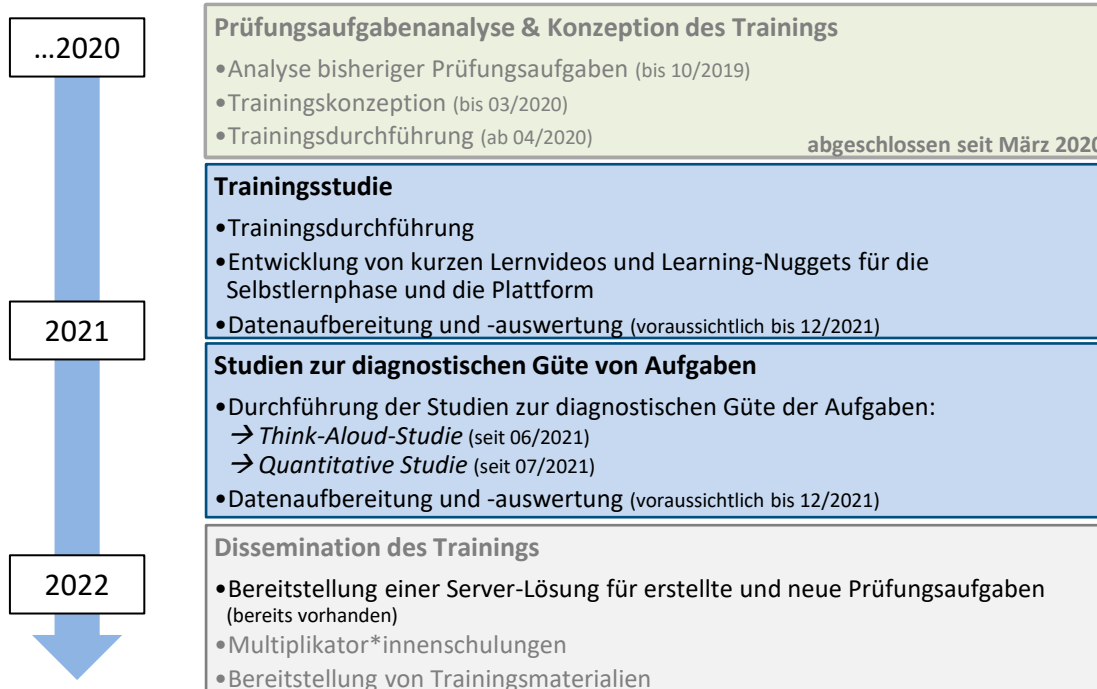 ...2020
Prüfungsaufgabenanalyse & Konzeption des Trainings
•Analyse bisheriger Prüfungsaufgaben (bis 10/2019)
•Trainingskonzeption (bis 03/2020)
•Trainingsdurchführung (ab 04/2020)
abgeschlossen seit März 2020
Trainingsstudie
•Trainingsdurchführung
•Entwicklung von kurzen Lernvideos und Learning-Nuggets für die
Selbstlernphase und die Plattform
•Datenaufbereitung und -auswertung (voraussichtlich bis 12/2021)
2021
Studien zur diagnostischen Güte von Aufgaben
•Durchführung der Studien zur diagnostischen Güte der Aufgaben:
→ Think-Aloud-Studie (seit 06/2021)
→ Quantitative Studie (seit 07/2021)
•Datenaufbereitung und -auswertung (voraussichtlich bis 12/2021)
2022
Dissemination des Trainings
•Bereitstellung einer Server-Lösung für erstellte und neue Prüfungsaufgaben
(bereits vorhanden)
•Multiplikator*innenschulungen
•Bereitstellung von Trainingsmaterialien